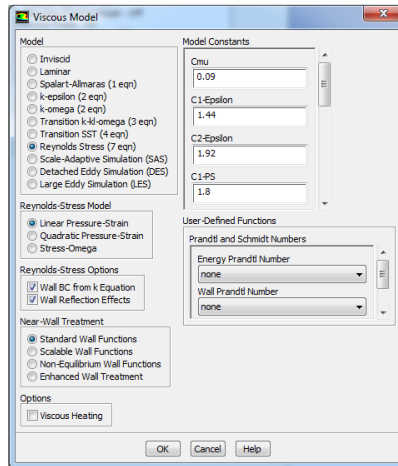 Viscous Model
Model
Inviscid
Laminar
Spalart-Allmaras (1 eqn)
k-epsilon (2 eqn)
k-omega (2 eqn)
Transition k-kl-omega (3 eqn)
Transition SST (4 eqn)
Reynolds Stress (7 eqn)
Scale-Adaptive Simulation (SAS)
Detached Eddy Simulation (DES)
Large Eddy Simulation (LES)
Reynolds-Stress Model
Linear Pressure-Strain
Quadratic Pressure-Strain
Stress-Omega
Reynolds-Stress Options
Wall BC from k Equation
Wall Reflection Effects
Near-Wall Treatment
Standard Wall Functions
Scalable Wall Functions
Non-Equilibrium Wall Functions
Enhanced Wall Treatment
Options
Viscous Heating
Model Constants
Cmu
0.09
C1-Epsilon
1.44
C2-Epsilon
1.92
C1-PS
1.8
User-Defined Functions
Prandtl and Schmidt Numbers
Energy Prandtl Number
none
Wall Prandtl Number
none
OK
Cancel
Help